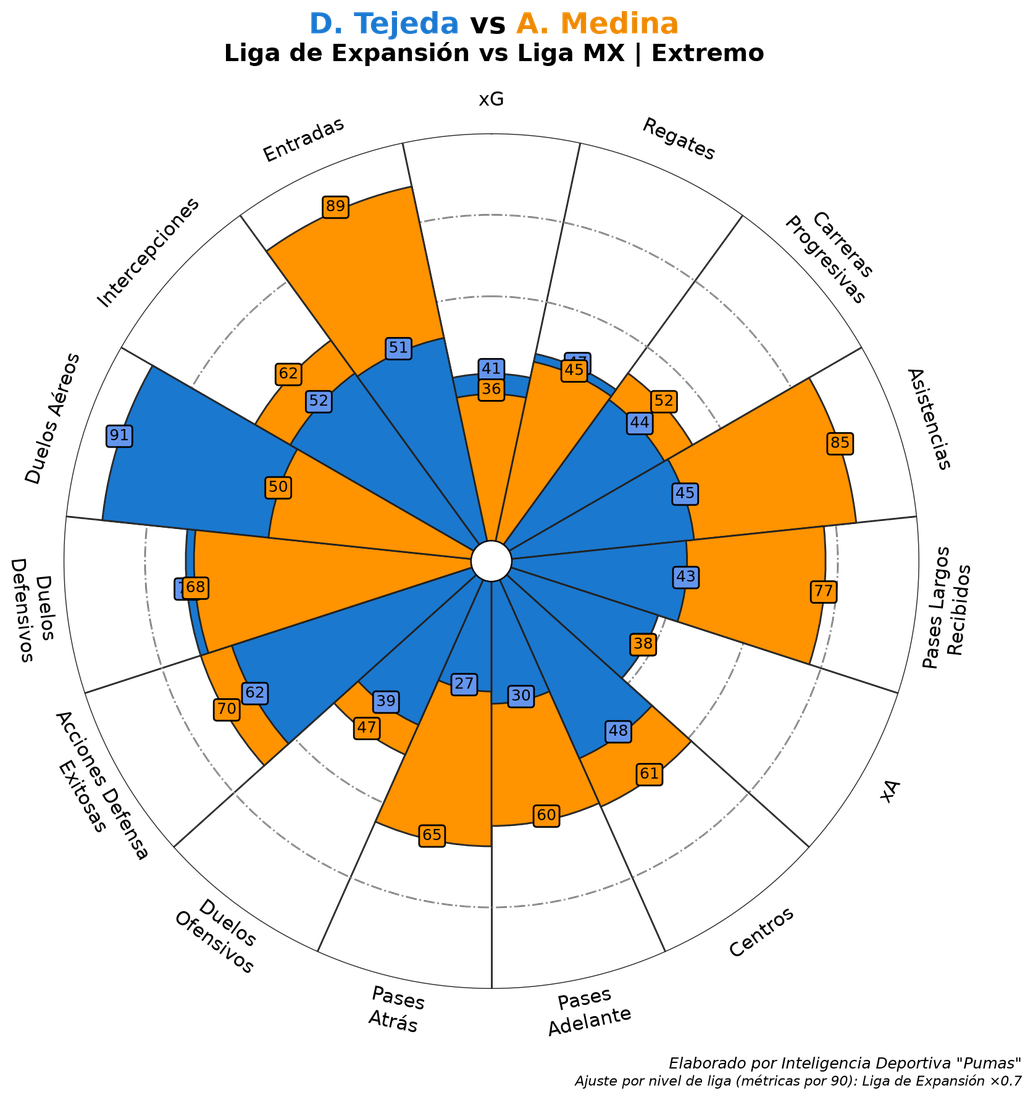 D. Tejeda vs A. Medina
Liga de Expansión vs Liga MX | Extremo
xG
Regates
Carreras
Progresivas
Asistencias
Pases Largos
Recibidos
xA
Centros
Pases
Adelante
Pases
Atrás
Duelos
Ofensivos
Acciones Defensa
Exitosas
Duelos
Defensivos
Duelos Aéreos
Intercepciones
Entradas
41
36
45
52
44
85
45
43
77
38
48
61
30
60
27
65
39
47
62
70
68
91
50
62
52
89
51
Elaborado por Inteligencia Deportiva "Pumas"
Ajuste por nivel de liga (métricas por 90): Liga de Expansión ×0.7